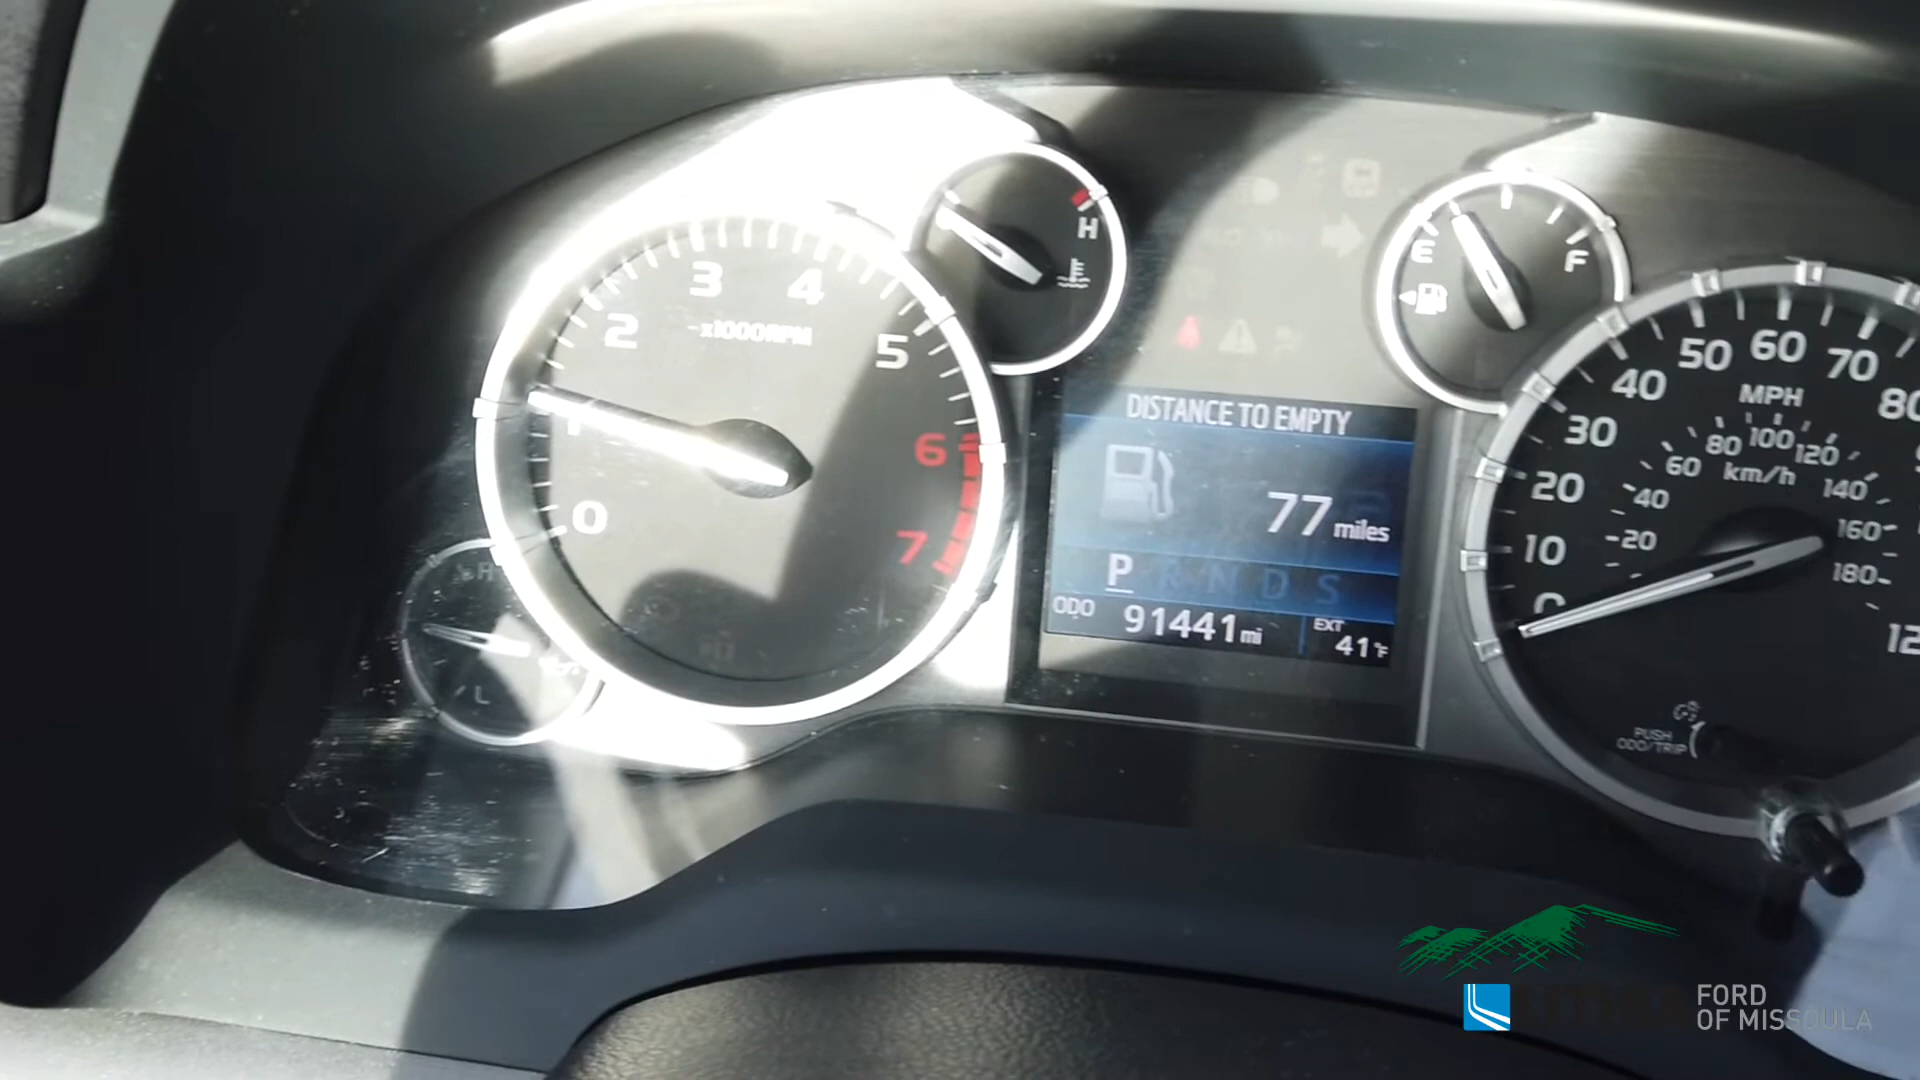 3 4
2 5
x1000RPM
1
6
0
7
H
H
L
E F
DISTANCE TO EMPTY
77 miles
P R N D S
ODO 91441 mi
EXT 41°F
50 60 70
40 80
MPH
30
80 100 120
60 km/h 140
20 40 160
10 20 180
0
PUSH
ODO/TRIP
FORD
OF MISSOULA